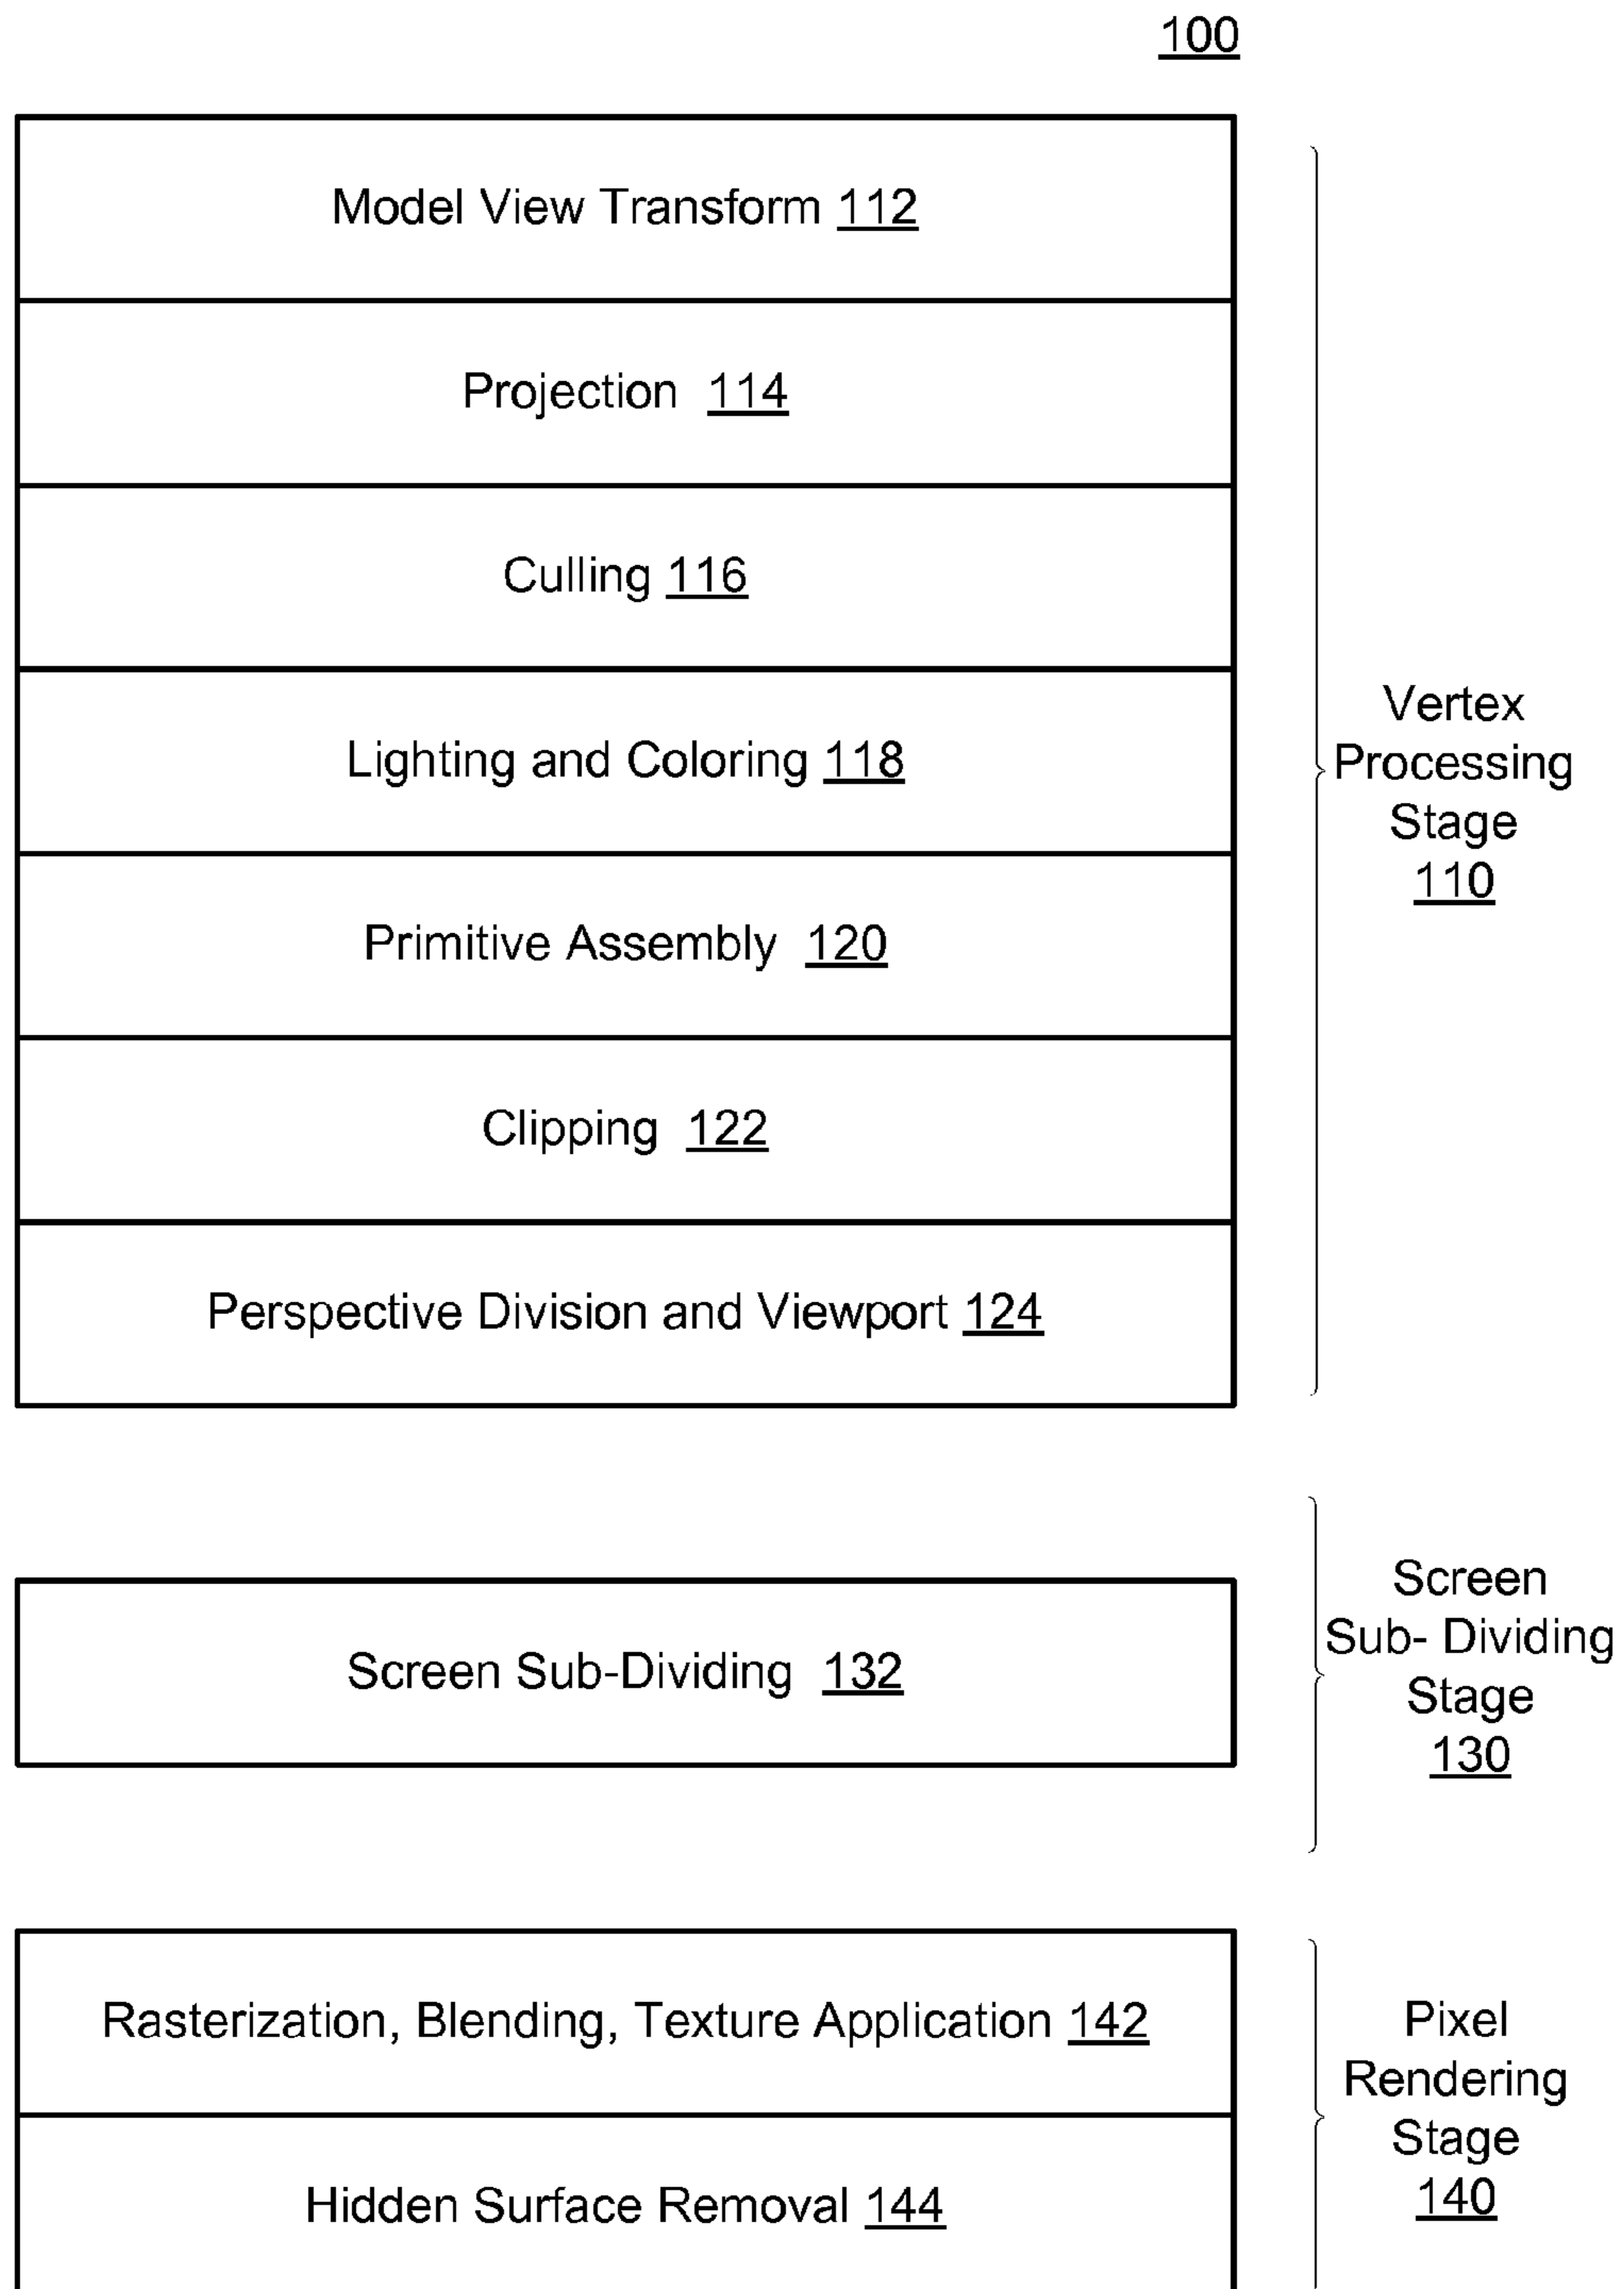 100
Model View Transform 112
Projection 114
Culling 116
Lighting and Coloring 118
Primitive Assembly 120
Clipping 122
Perspective Division and Viewport 124
Vertex
Processing
Stage
110
Screen Sub-Dividing 132
Screen
Sub- Dividing
Stage
130
Rasterization, Blending, Texture Application 142
Hidden Surface Removal 144
Pixel
Rendering
Stage
140